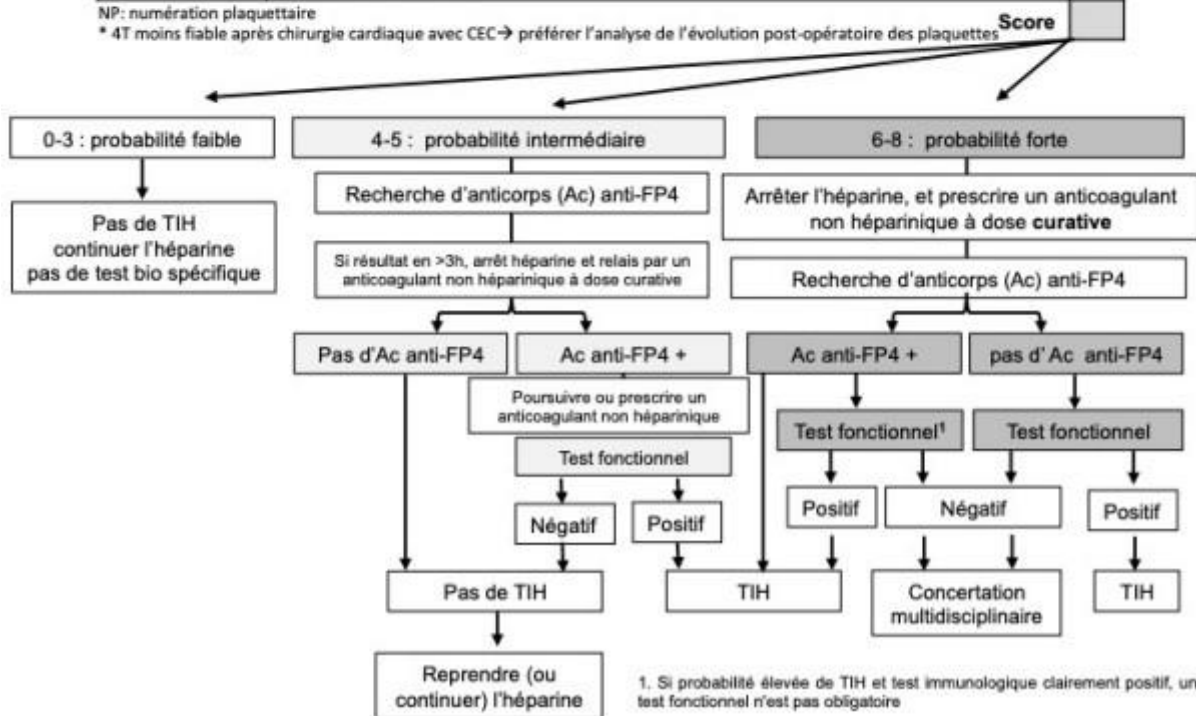 NP: numération plaquettaire
* 4T moins fiable après chirurgie cardiaque avec CEC→ préférer l'analyse de l'évolution post-opératoire des plaquettes
Score
0-3 : probabilité faible
4-5 : probabilité intermédiaire
6-8 : probabilité forte
Pas de TIH
continuer l'héparine
pas de test bio spécifique
Recherche d'anticorps (Ac) anti-FP4
Si résultat en >3h, arrêt héparine et relais par un
anticoagulant non héparinique à dose curative
Arrêter l'héparine, et prescrire un anticoagulant
non héparinique à dose curative
Recherche d'anticorps (Ac) anti-FP4
Pas d'Ac anti-FP4
Ac anti-FP4 +
Ac anti-FP4 +
pas d' Ac anti-FP4
Poursuivre ou prescrire un
anticoagulant non héparinique
Test fonctionnel
Test fonctionnel¹
Test fonctionnel
Négatif
Positif
Positif
Négatif
Positif
Pas de TIH
TIH
Concertation
multidisciplinaire
TIH
Reprendre (ou
continuer) l'héparine
1. Si probabilité élevée de TIH et test immunologique clairement positif, un
test fonctionnel n'est pas obligatoire